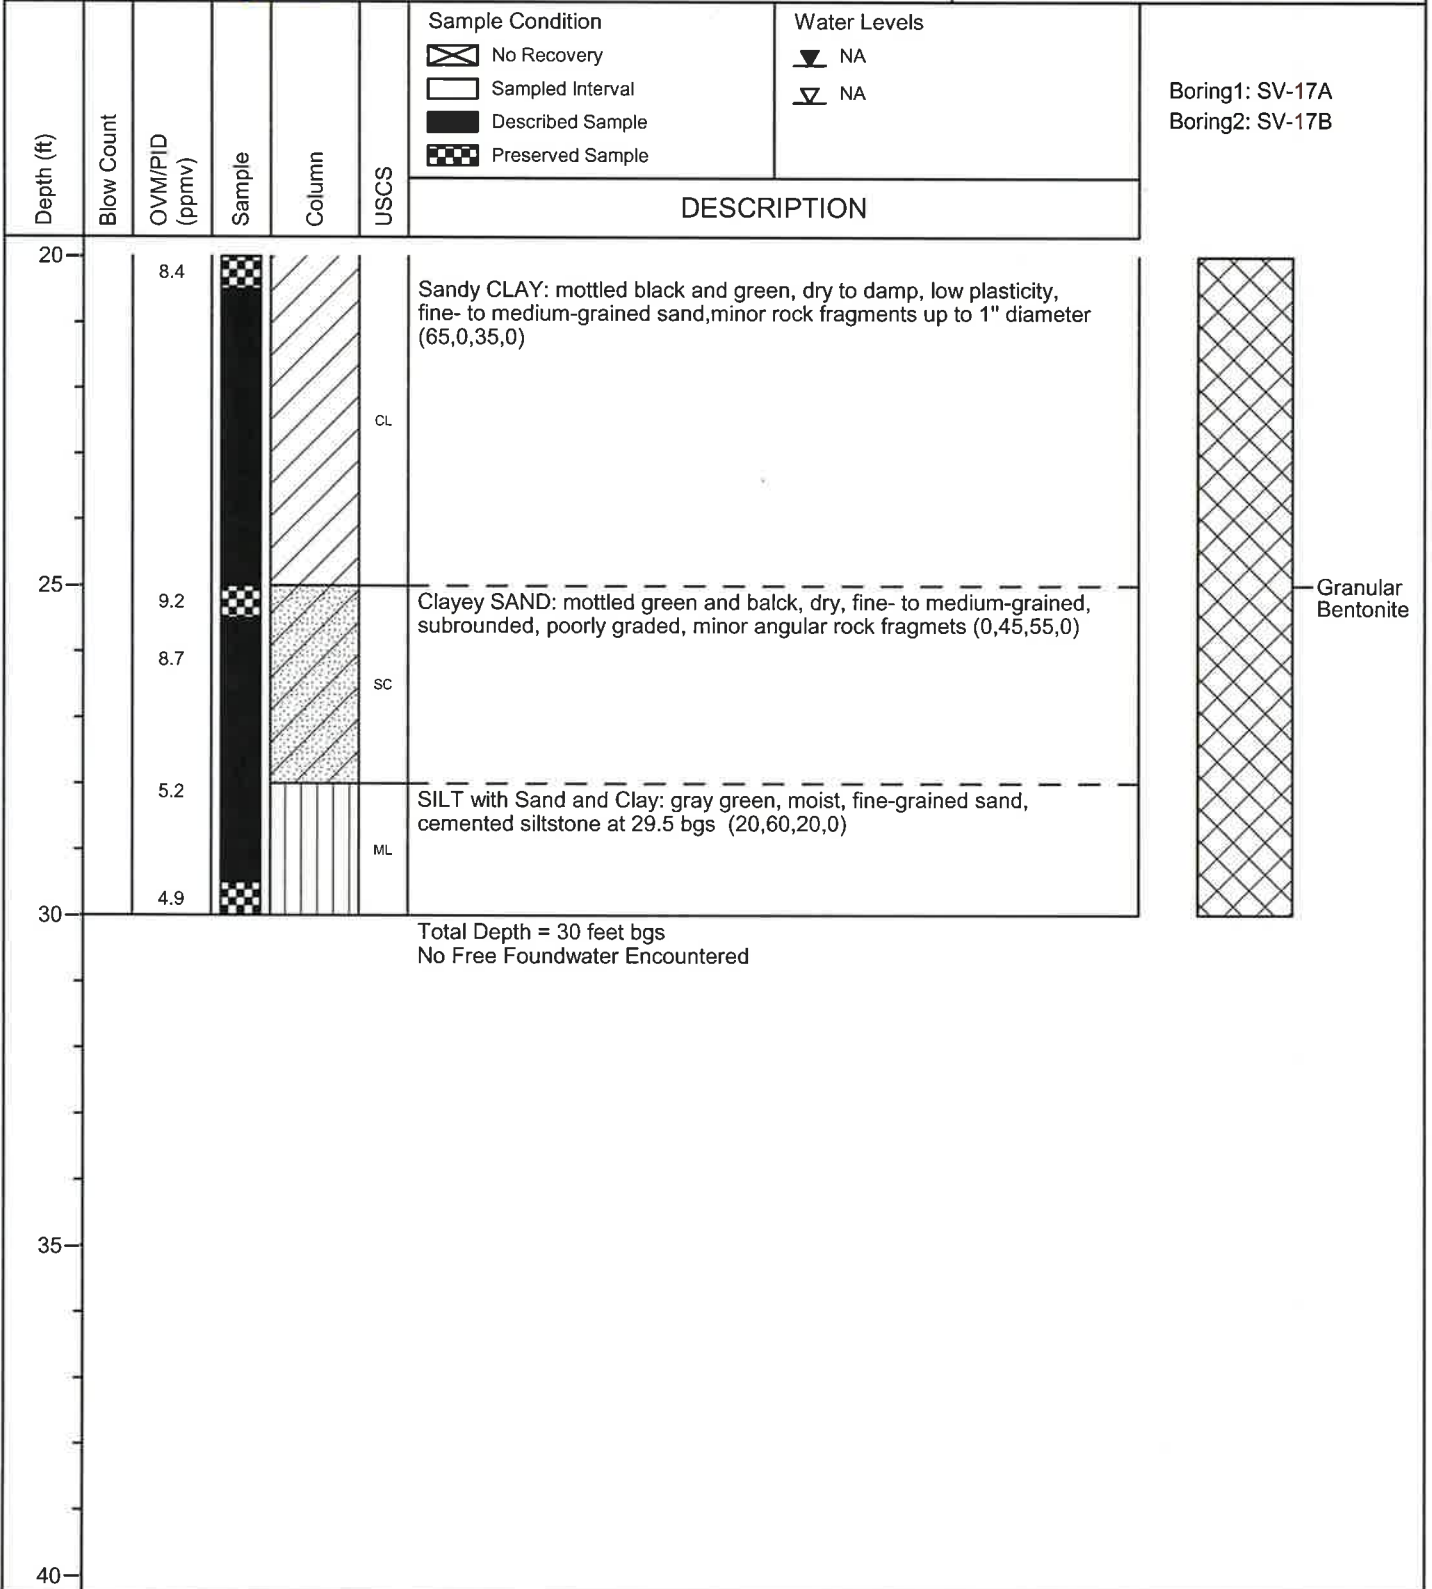 Depth (ft)
Blow Count
OVM/PID
(ppmv)
Sample
Column
USCS
Sample Condition
No Recovery
Sampled Interval
Described Sample
Preserved Sample
Water Levels
NA
NA
DESCRIPTION
Boring1: SV-17A
Boring2: SV-17B
20
8.4
Sandy CLAY: mottled black and green, dry to damp, low plasticity,
fine- to medium-grained sand,minor rock fragments up to 1" diameter
(65,0,35,0)
CL
25
9.2
Clayey SAND: mottled green and balck, dry, fine- to medium-grained,
subrounded, poorly graded, minor angular rock fragmets (0,45,55,0)
8.7
SC
Granular
Bentonite
5.2
SILT with Sand and Clay: gray green, moist, fine-grained sand,
cemented siltstone at 29.5 bgs (20,60,20,0)
ML
4.9
30
Total Depth = 30 feet bgs
No Free Foundwater Encountered
35
40